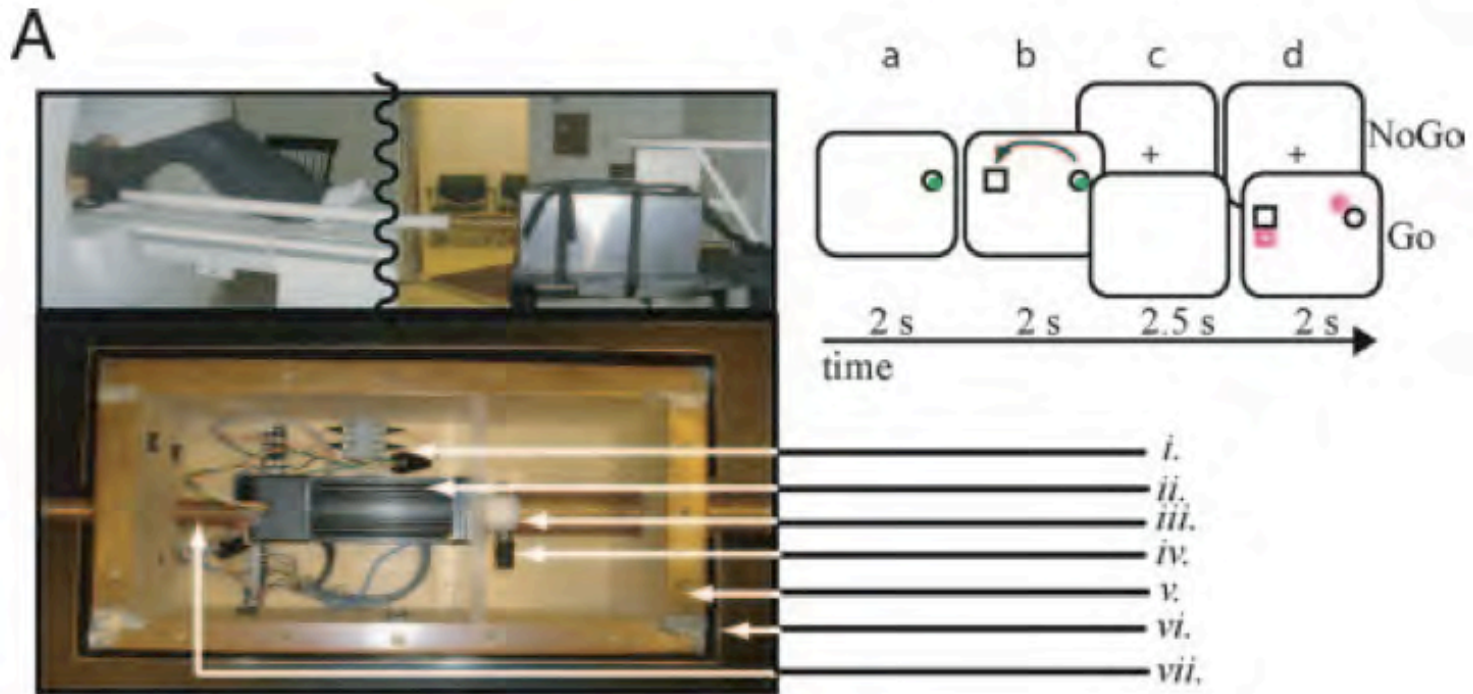 A
a b c d
+ +
NoGo
Go
2 s 2 s 2.5 s 2 s
time
i.
ii.
iii.
iv.
v.
vi.
vii.